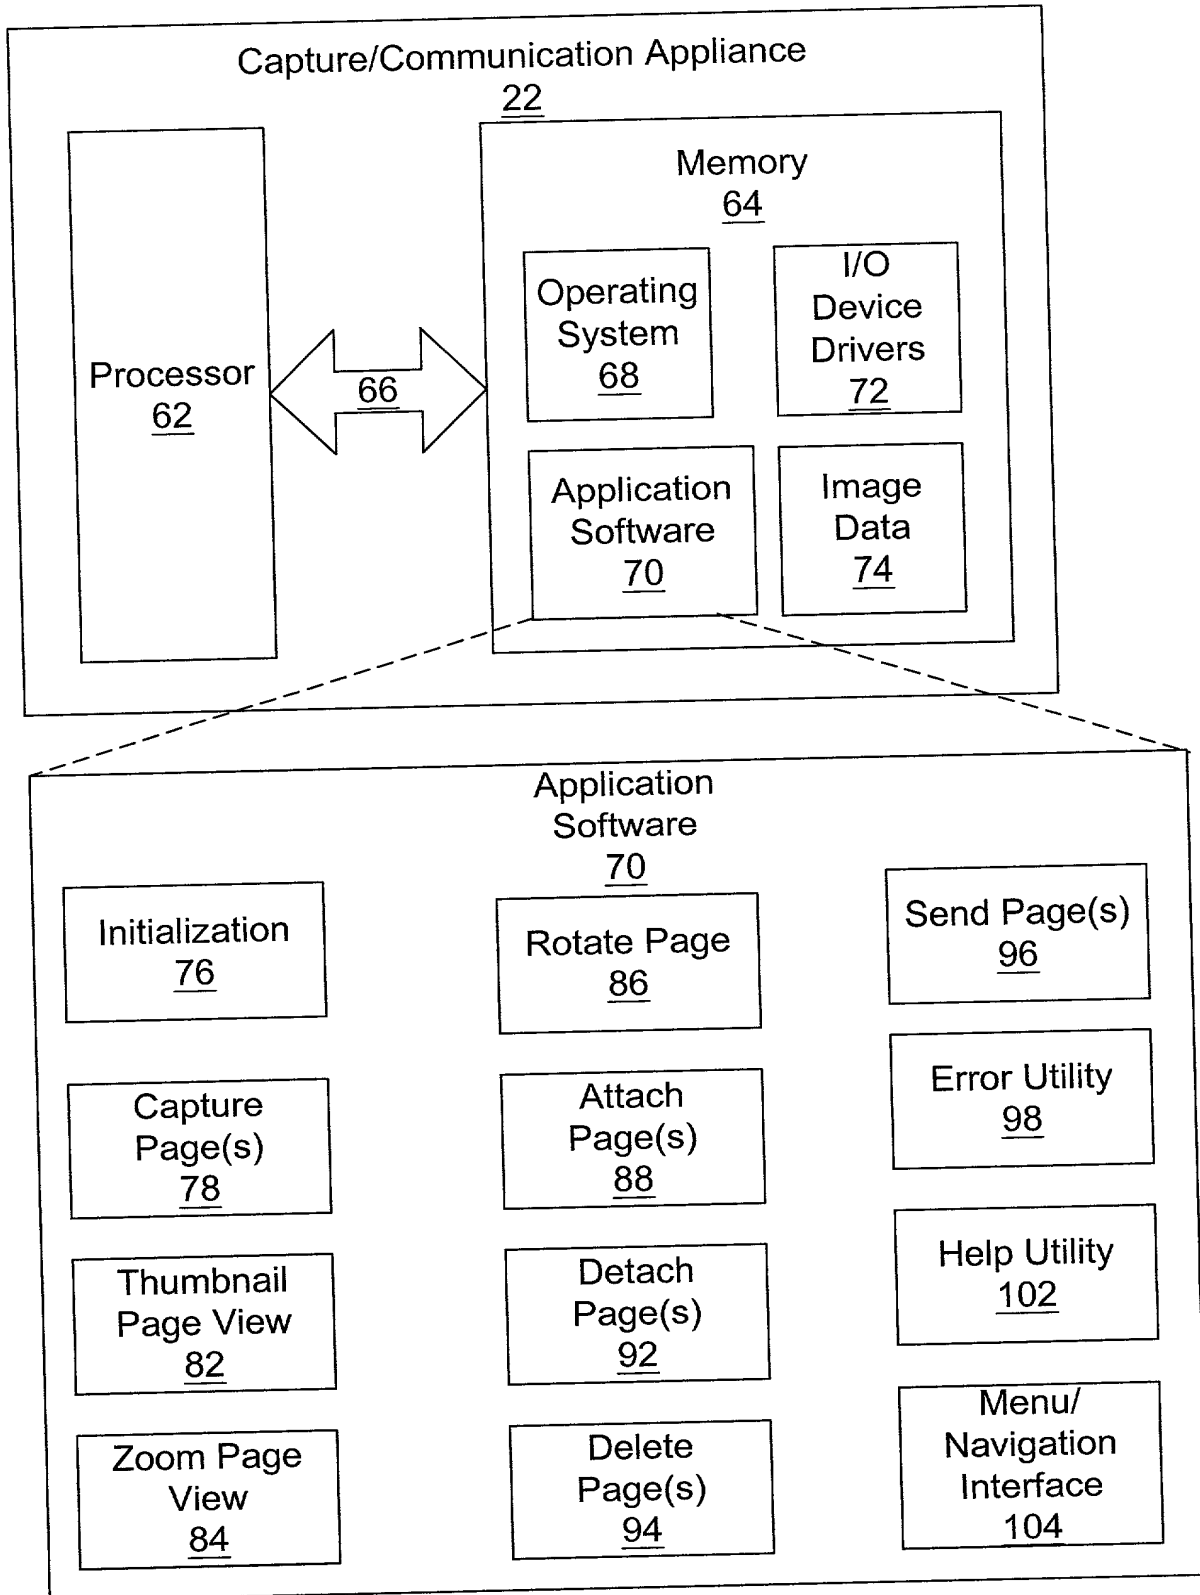 Capture/Communication Appliance
22
Processor
62
66
Memory
64
Operating
System
68
I/O
Device
Drivers
72
Application
Software
70
Image
Data
74
Application
Software
70
Initialization
76
Capture
Page(s)
78
Thumbnail
Page View
82
Zoom Page
View
84
Rotate Page
86
Attach
Page(s)
88
Detach
Page(s)
92
Delete
Page(s)
94
Send Page(s)
96
Error Utility
98
Help Utility
102
Menu/
Navigation
Interface
104